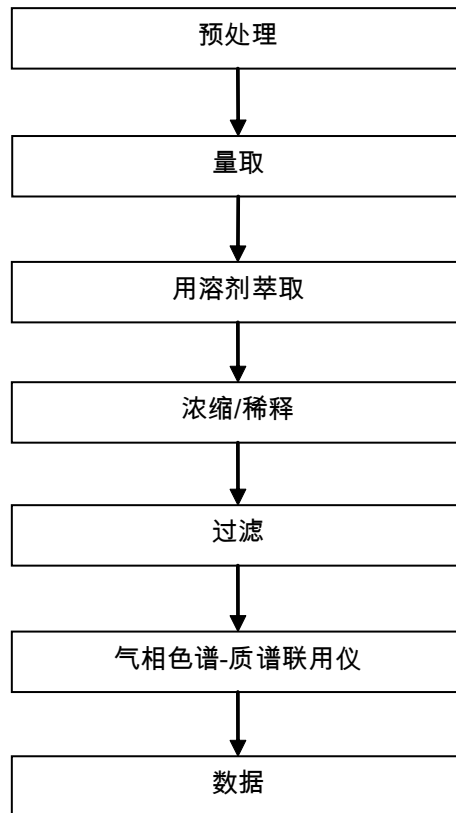 预处理
量取
用溶剂萃取
浓缩/稀释
过滤
气相色谱-质谱联用仪
数据